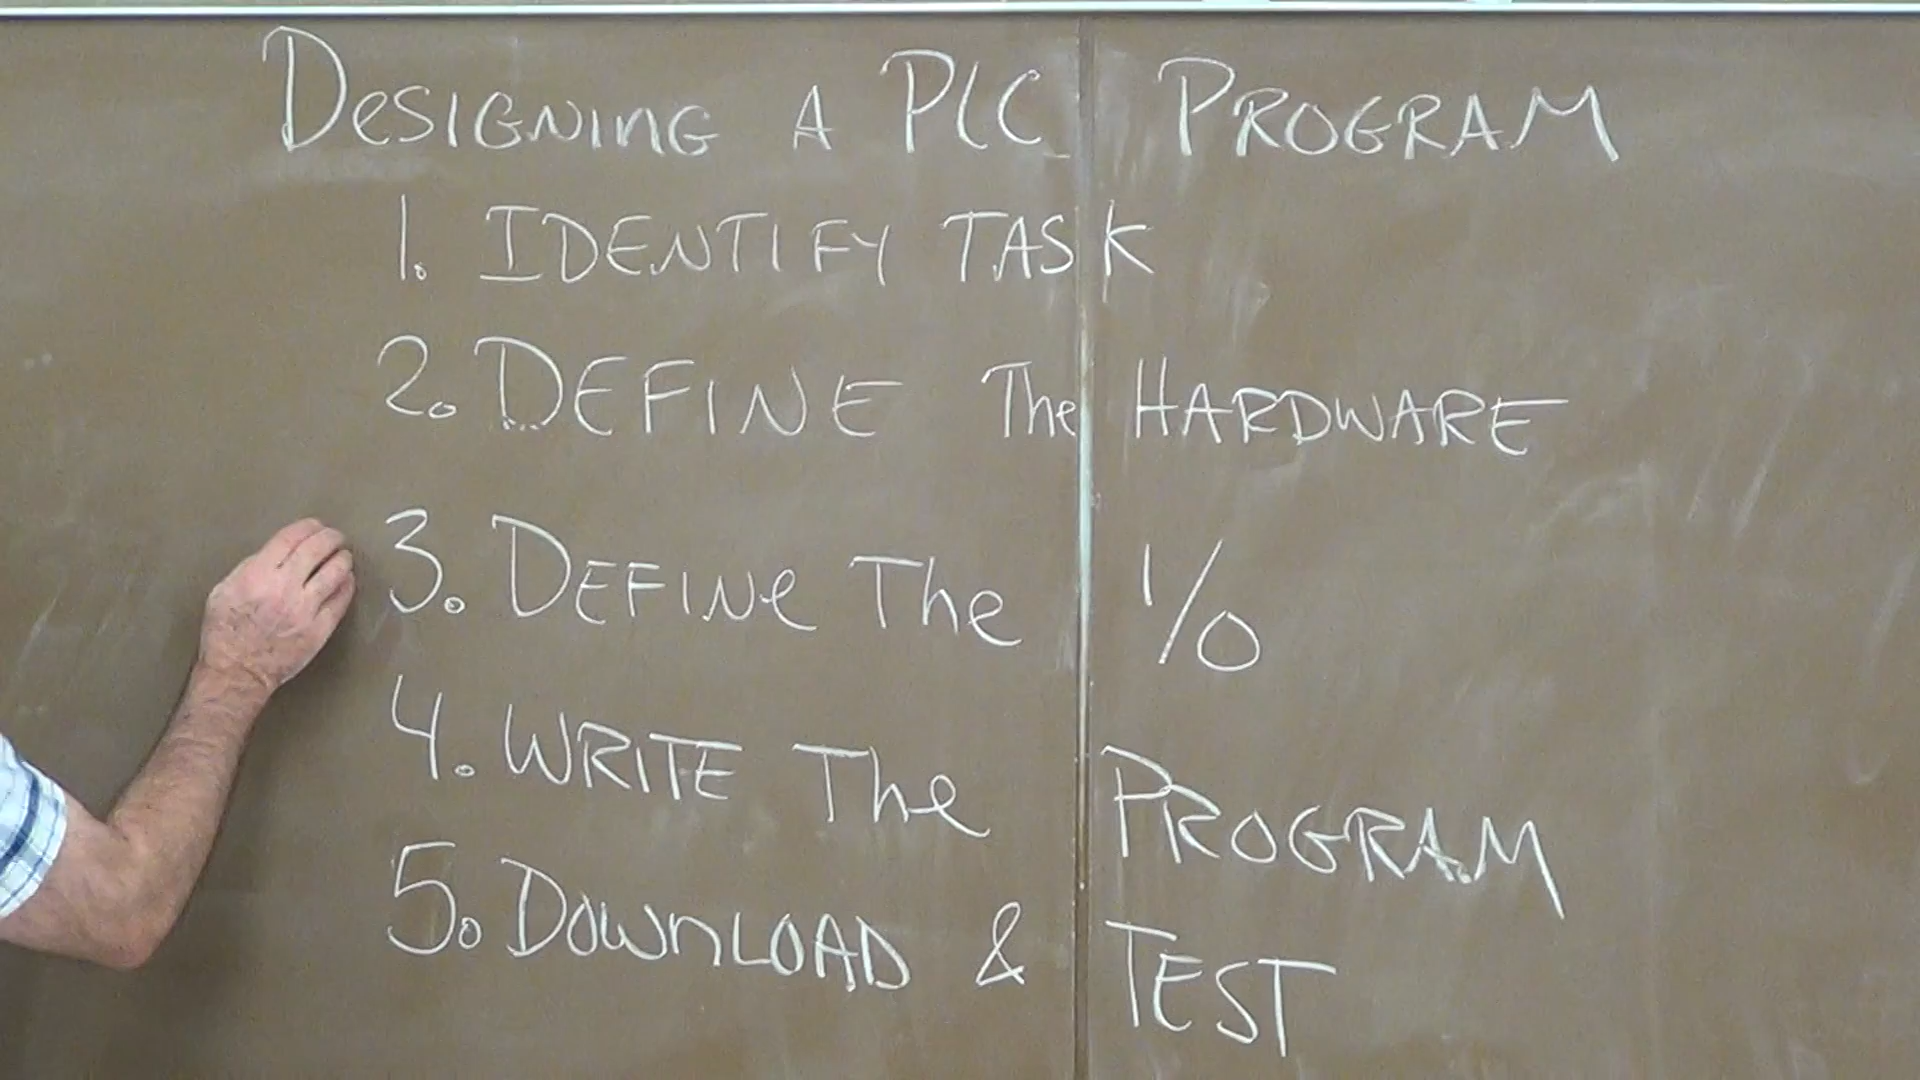 DeSIGNING A PLC PROGRAM
1. IDENTIFY TASK
2. DEFINE The HARDWARE
3. DEFINe The I/O
4. WRITE The PROGRAM
5. DOWnLOAD & TEST